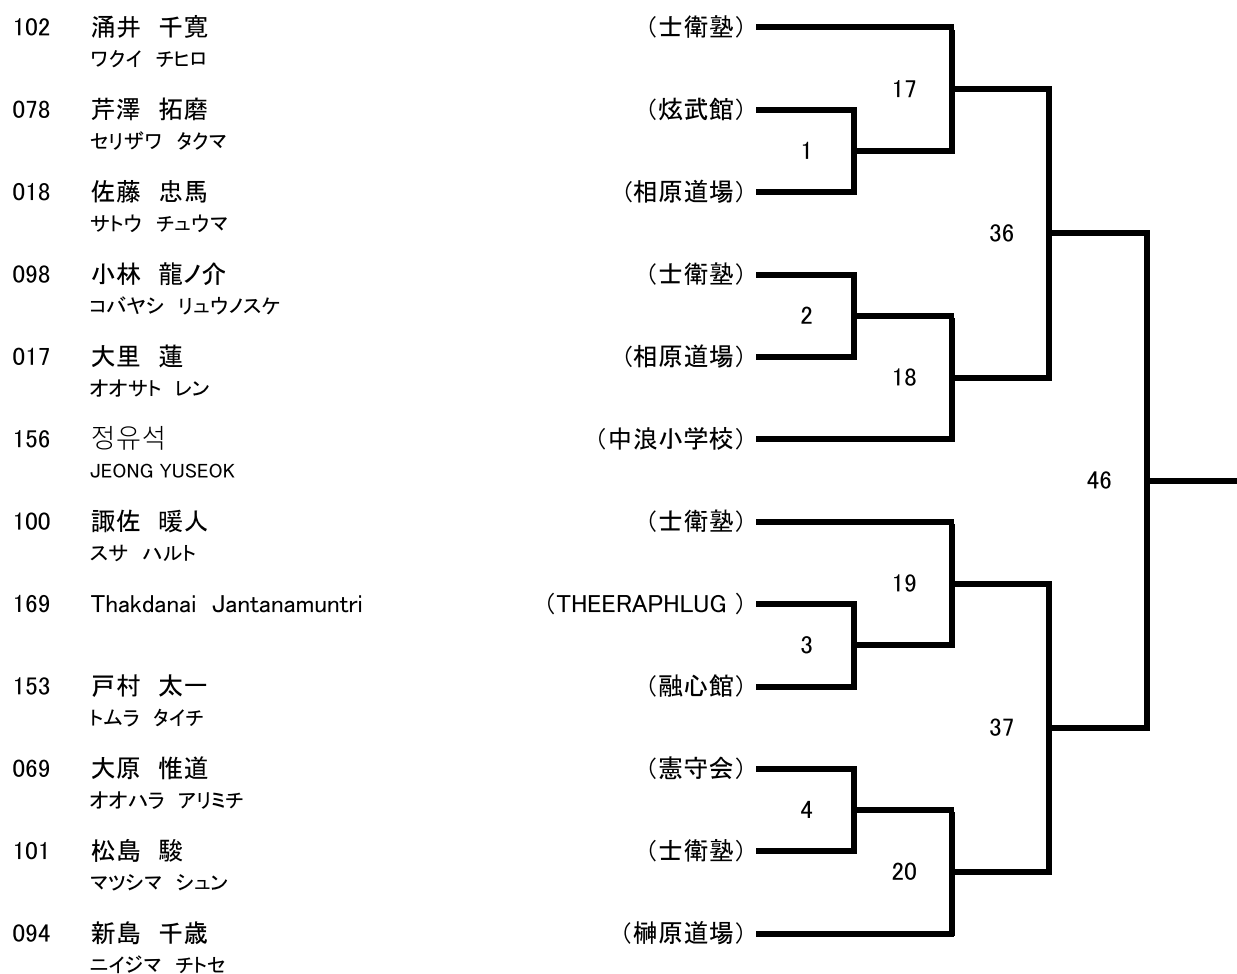 102 涌井　千寛 （士衛塾）
ワクイ　チヒロ
17
078 芹澤　拓磨 （炫武館）
セリザワ　タクマ
1
018 佐藤　忠馬 （相原道場）
サトウ　チュウマ
36
098 小林　龍ノ介 （士衛塾）
コバヤシ　リュウノスケ
2
017 大里　蓮 （相原道場）
オオサト　レン
18
156 정유석 （中浪小学校）
JEONG YUSEOK
46
100 諏佐　暖人 （士衛塾）
スサ　ハルト
19
169 Thakdanai　Jantanamuntri （THEERAPHLUG ）
3
153 戸村　太一 （融心館）
トムラ　タイチ
37
069 大原　惟道 （憲守会）
オオハラ　アリミチ
4
101 松島　駿 （士衛塾）
マツシマ　シュン
20
094 新島　千歳 （榊原道場）
ニイジマ　チトセ